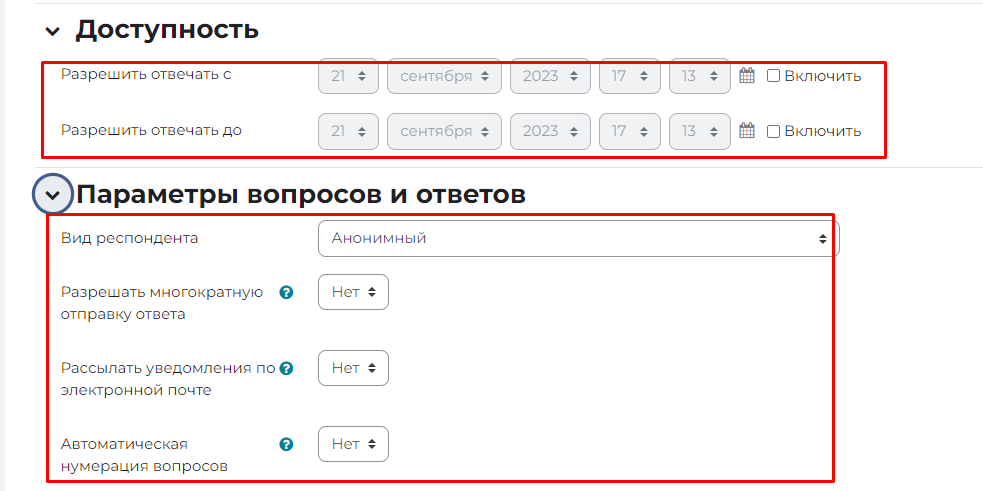 Доступность
Разрешить отвечать с 21 сентября 2023 17 13 Включить
Разрешить отвечать до 21 сентября 2023 17 13 Включить
Параметры вопросов и ответов
Вид респондента Анонимный
Разрешать многократную ? Нет
отправку ответа
Рассылать уведомления по ? Нет
электронной почте
Автоматическая ? Нет
нумерация вопросов